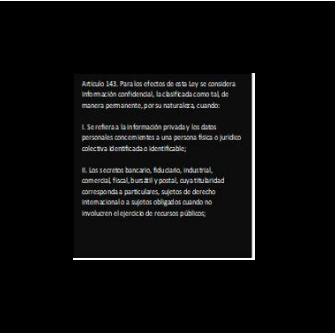 Artículo 143. Para los efectos de esta Ley se considera
información confidencial, la clasificada como tal, de
manera permanente, por su naturaleza, cuando:
I. Se refiera a la información privada y los datos
personales concernientes a una persona física o jurídico
colectiva identificada o identificable;
II. Los secretos bancario, fiduciario, industrial,
comercial, fiscal, bursátil y postal, cuya titularidad
corresponda a particulares, sujetos de derecho
internacional o a sujetos obligados cuando no
involucren el ejercicio de recursos públicos;